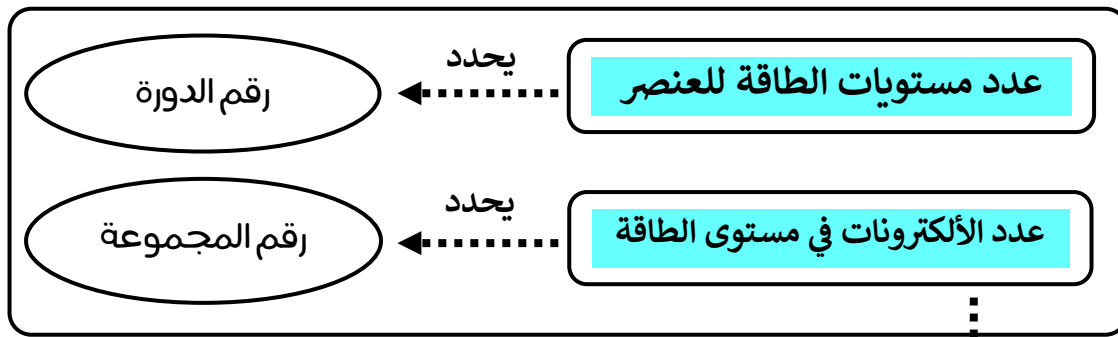 عدد مستويات الطاقة للعنصر
يحدد
رقم الدورة
عدد الألكترونات في مستوى الطاقة
يحدد
رقم المجموعة